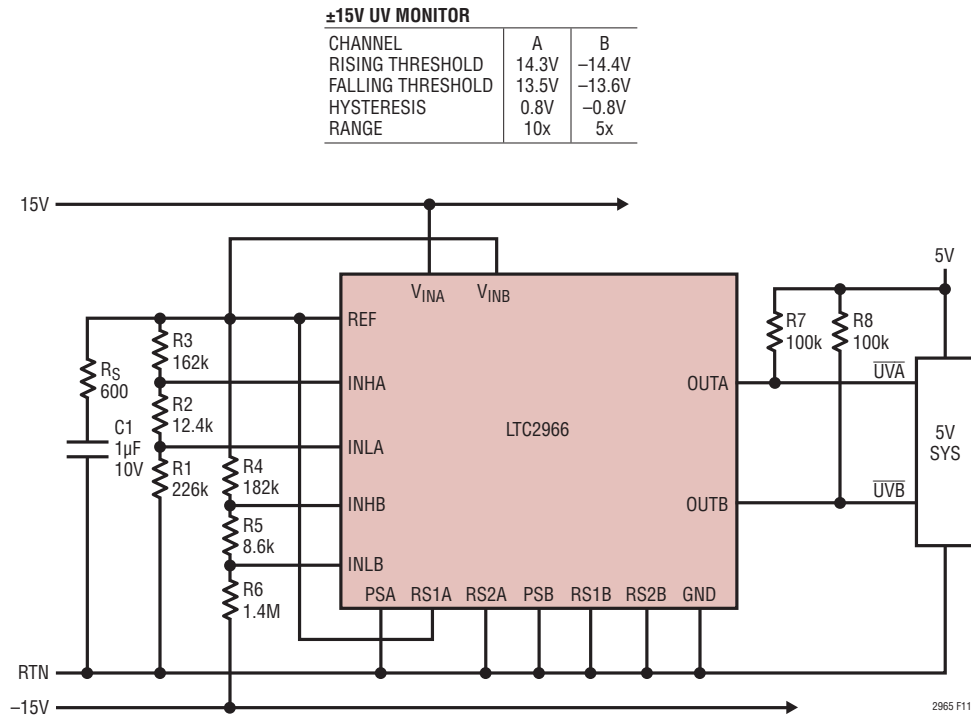 ±15V UV MONITOR
CHANNEL A B
RISING THRESHOLD 14.3V –14.4V
FALLING THRESHOLD 13.5V –13.6V
HYSTERESIS 0.8V –0.8V
RANGE 10x 5x
15V
5V
VINA VINB
REF
R3
162k
R7
100k
R8
100k
RS
600
INHA
OUTA
UVA
R2
12.4k
C1
1µF
10V
LTC2966
5V
SYS
INLA
R1
226k
R4
182k
INHB
OUTB
UVB
R5
8.6k
INLB
R6
1.4M
PSA RS1A RS2A PSB RS1B RS2B GND
RTN
–15V
2965 F11